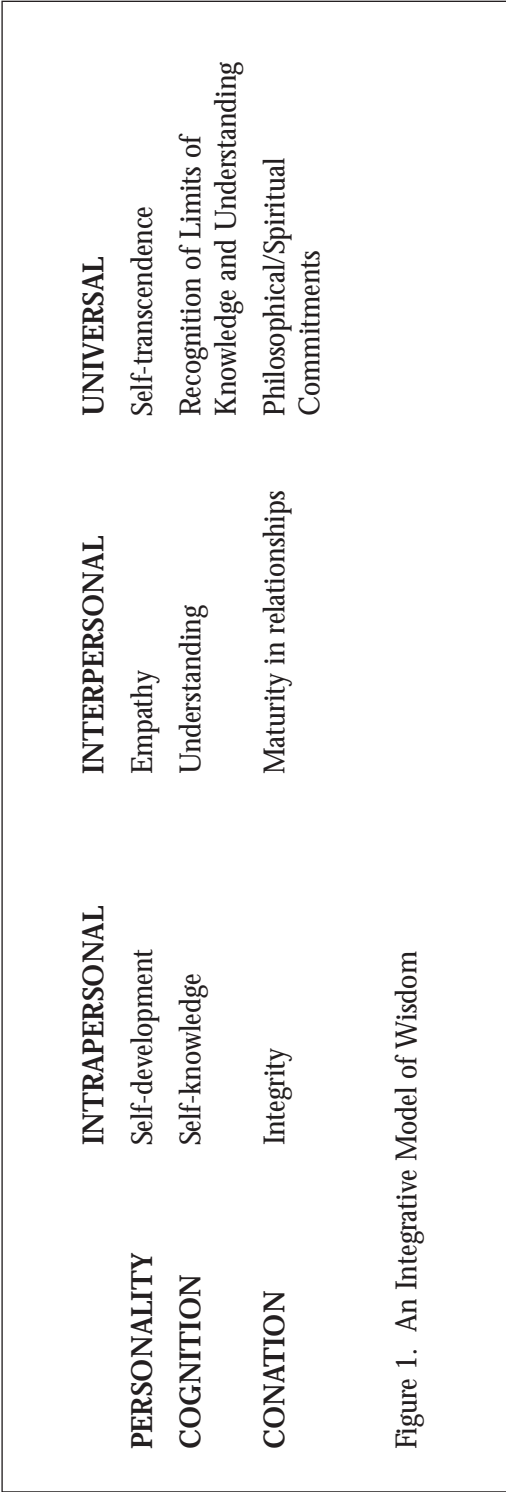 INTRAPERSONAL INTERPERSONAL UNIVERSAL
PERSONALITY Self-development Empathy Self-transcendence
COGNITION Self-knowledge Understanding Recognition of Limits of
Knowledge and Understanding
CONATION Integrity Maturity in relationships Philosophical/Spiritual
Commitments
Figure 1. An Integrative Model of Wisdom